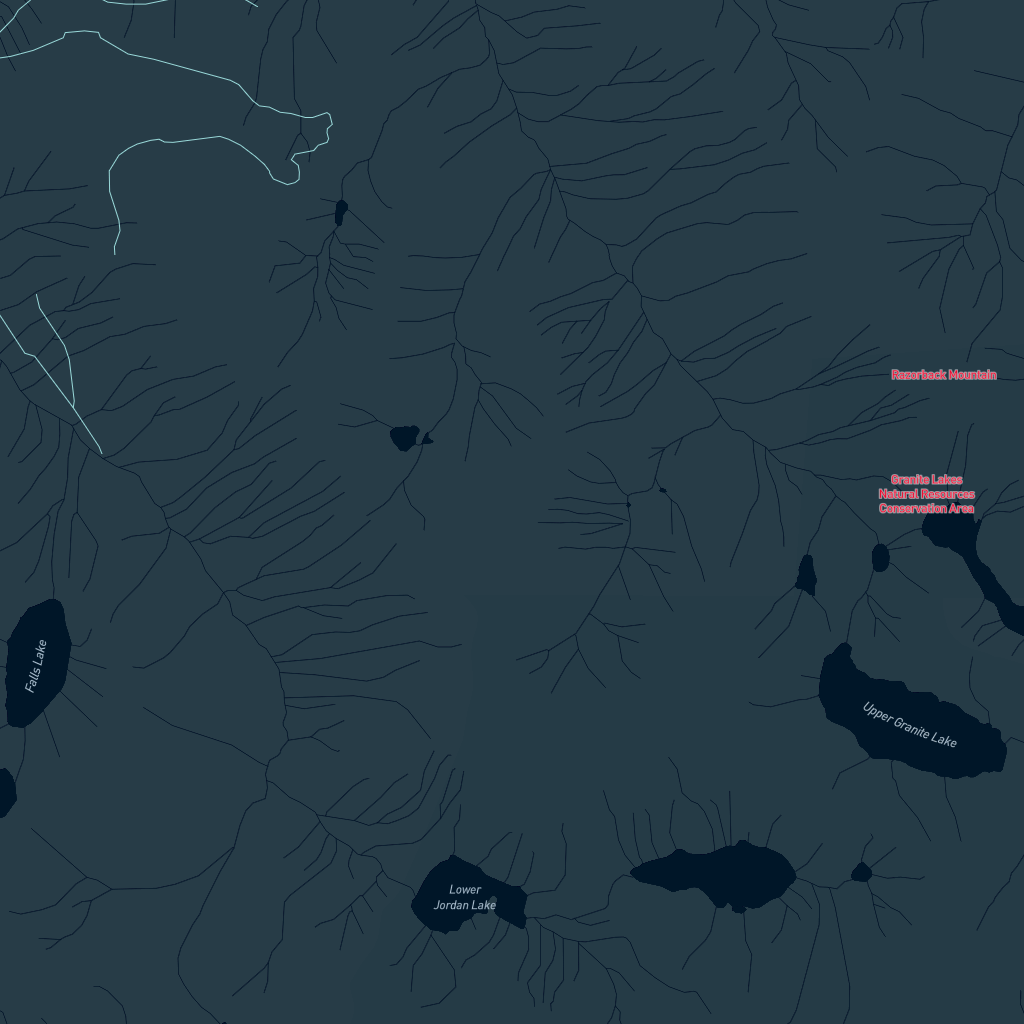 Razorback Mountain
Granite Lakes
Natural Resources
Conservation Area
Falls Lake
Upper Granite Lake
Lower
Jordan Lake